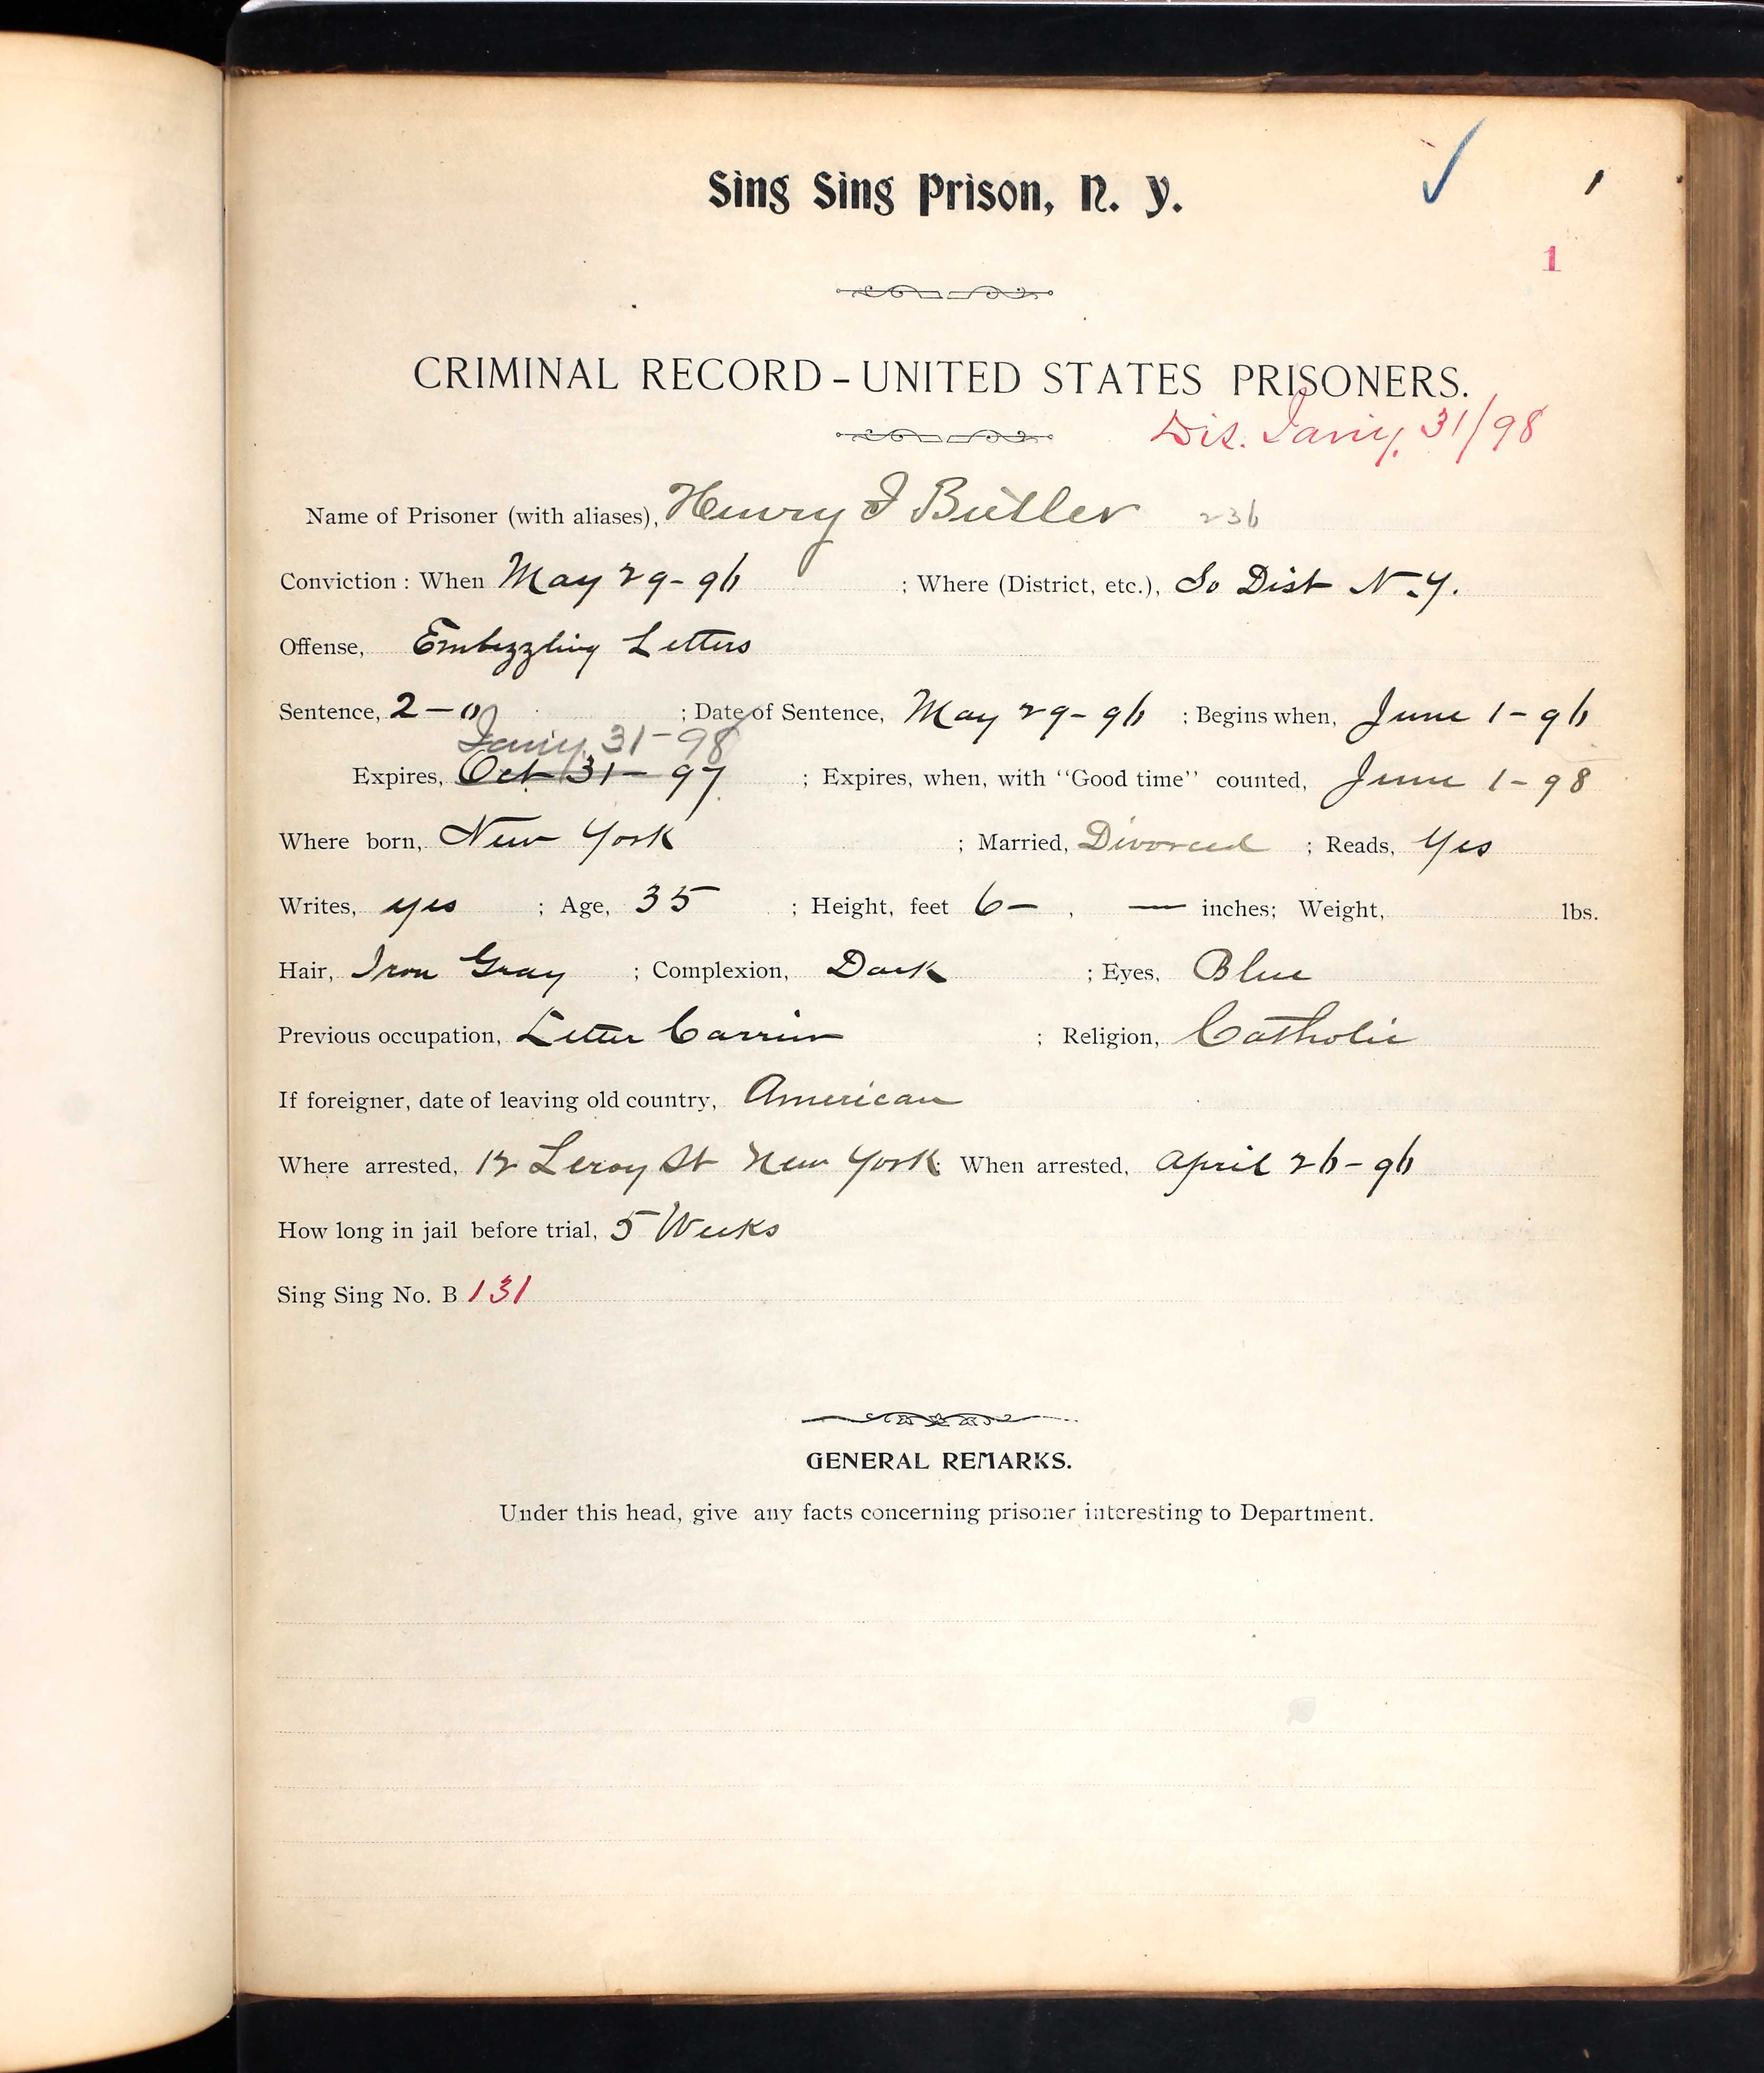 Sing Sing Prison, N. Y.
1
CRIMINAL RECORD - UNITED STATES PRISONERS.
Dis. Jany. 31/98
Name of Prisoner (with aliases), Henry J Butler 236
Conviction : When May 29-96 ; Where (District, etc.), So Dist N-Y.
Offense, Embezzling Letters
Sentence, 2-0 ; Date of Sentence, May 29-96 ; Begins when, June 1-96
Jany. 31-98
Expires, Oct 31-97 ; Expires, when, with "Good time" counted, June 1-98
Where born, New York ; Married, Divorced ; Reads, Yes
Writes, yes ; Age, 35 ; Height, feet 6- , — inches; Weight, lbs.
Hair, Iron Gray ; Complexion, Dark ; Eyes, Blue
Previous occupation, Letter Carrier ; Religion, Catholic
If foreigner, date of leaving old country, American
Where arrested, 12 Leroy St New York ; When arrested, April 26-96
How long in jail before trial, 5 Weeks
Sing Sing No. B 131
GENERAL REMARKS.
Under this head, give any facts concerning prisoner interesting to Department.